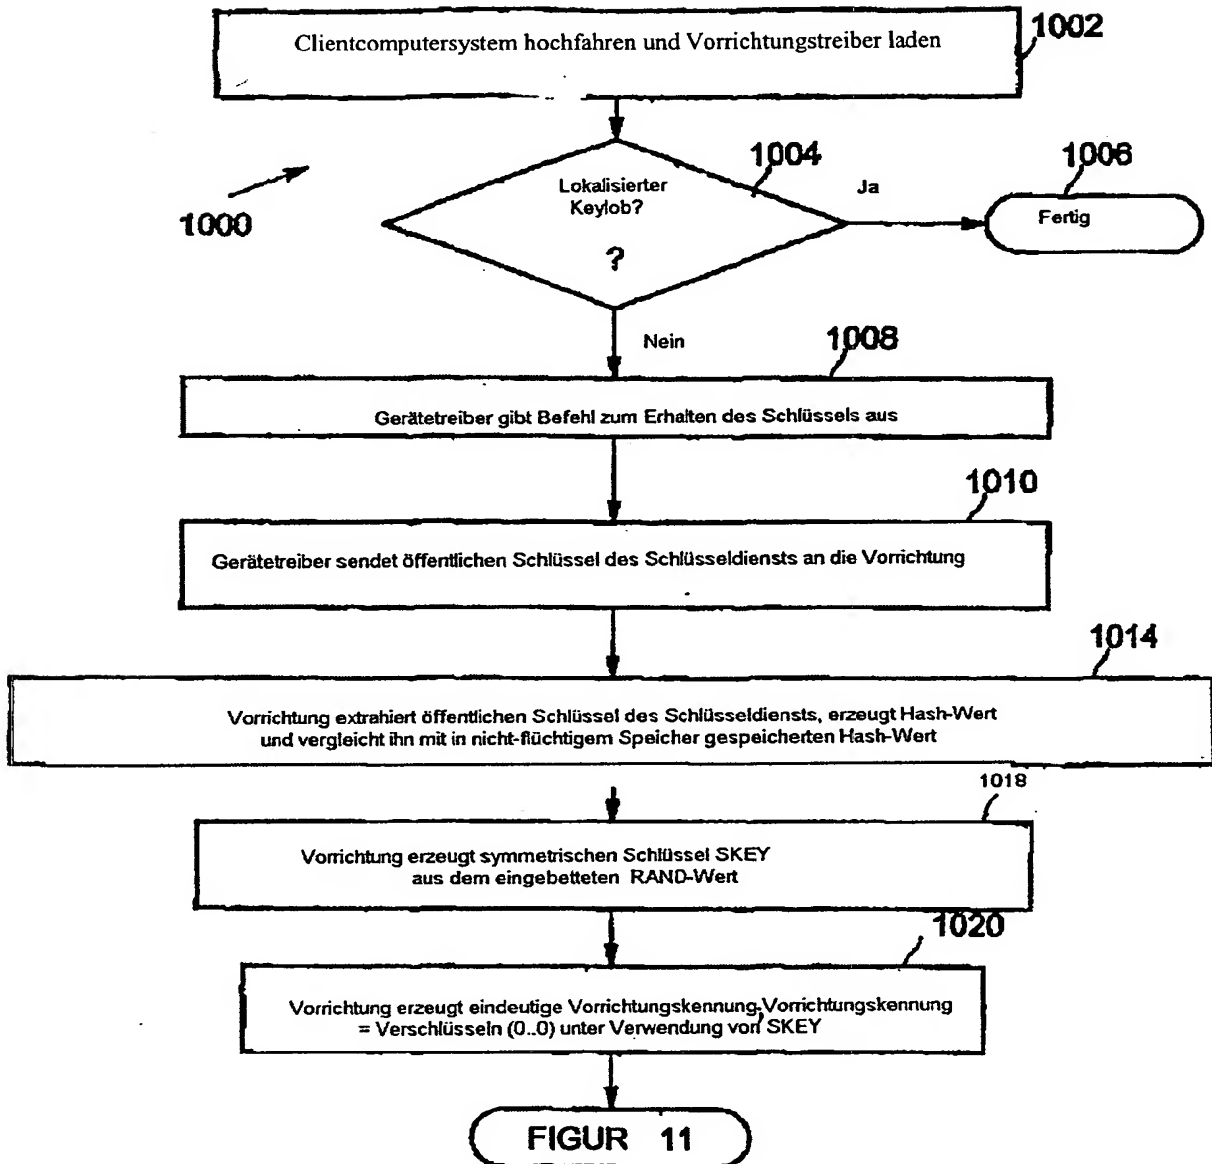 Clientcomputersystem hochfahren und Vorrichtungstreiber laden
1002
1004
1006
Lokalisierter
Keylob?
?
Ja
Fertig
1000
Nein
1008
Gerätetreiber gibt Befehl zum Erhalten des Schlüssels aus
1010
Gerätetreiber sendet öffentlichen Schlüssel des Schlüsseldiensts an die Vorrichtung
1014
Vorrichtung extrahiert öffentlichen Schlüssel des Schlüsseldiensts, erzeugt Hash-Wert
und vergleicht ihn mit in nicht-flüchtigem Speicher gespeicherten Hash-Wert
1018
Vorrichtung erzeugt symmetrischen Schlüssel SKEY
aus dem eingebetteten RAND-Wert
1020
Vorrichtung erzeugt eindeutige Vorrichtungskennung,Vorrichtungskennung
= Verschlüsseln (0..0) unter Verwendung von SKEY
FIGUR 11